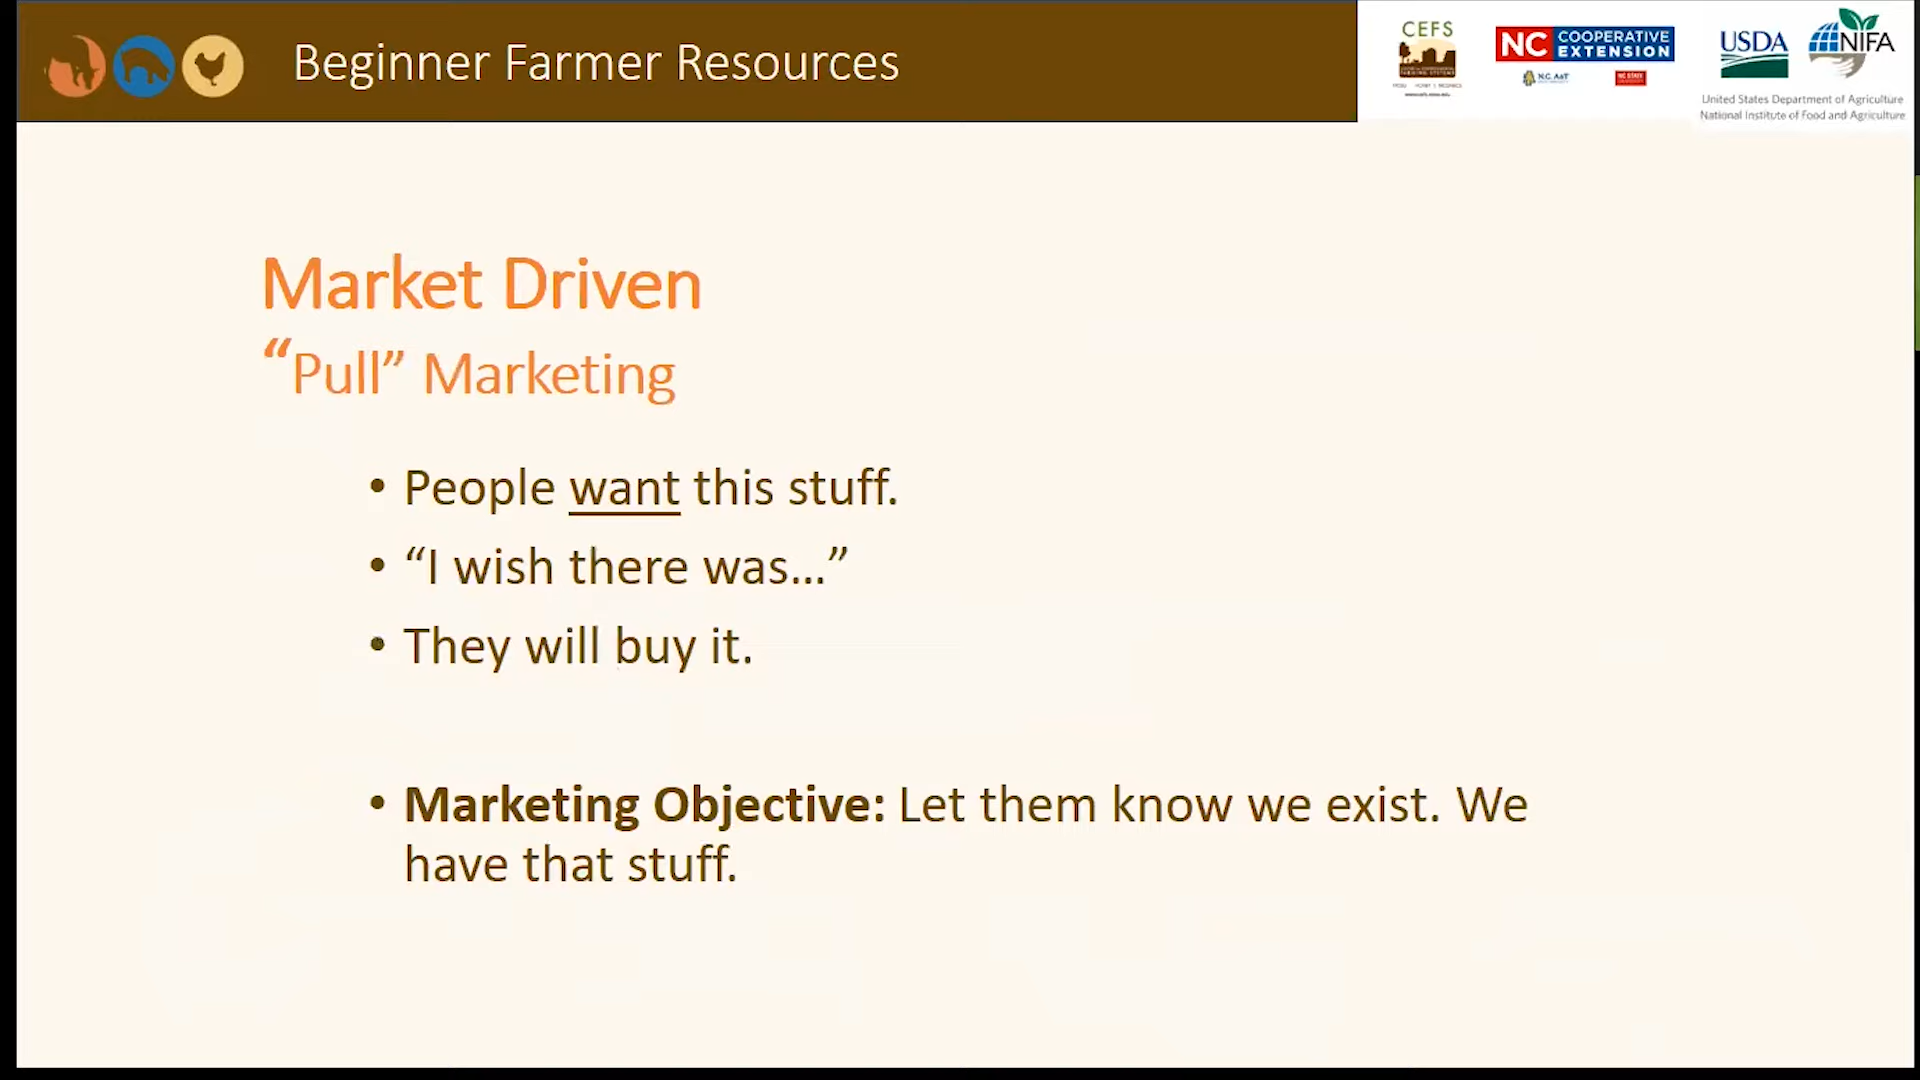 Beginner Farmer Resources
CEFS
NC COOPERATIVE
EXTENSION
N.C. A&T
NC STATE
USDA
NIFA
United States Department of Agriculture
National Institute of Food and Agriculture
Market Driven
“Pull” Marketing
• People want this stuff.
• “I wish there was...”
• They will buy it.
• Marketing Objective: Let them know we exist. We
have that stuff.